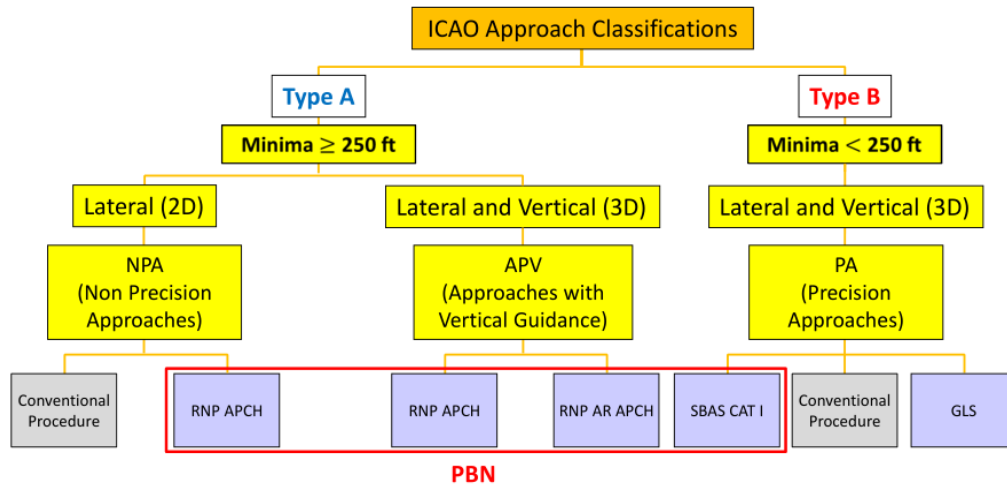 ICAO Approach Classifications
Type A
Type B
Minima ≥ 250 ft
Minima < 250 ft
Lateral (2D)
Lateral and Vertical (3D)
Lateral and Vertical (3D)
NPA
(Non Precision
Approaches)
APV
(Approaches with
Vertical Guidance)
PA
(Precision
Approaches)
Conventional
Procedure
RNP APCH
RNP APCH
RNP AR APCH
SBAS CAT I
Conventional
Procedure
GLS
PBN